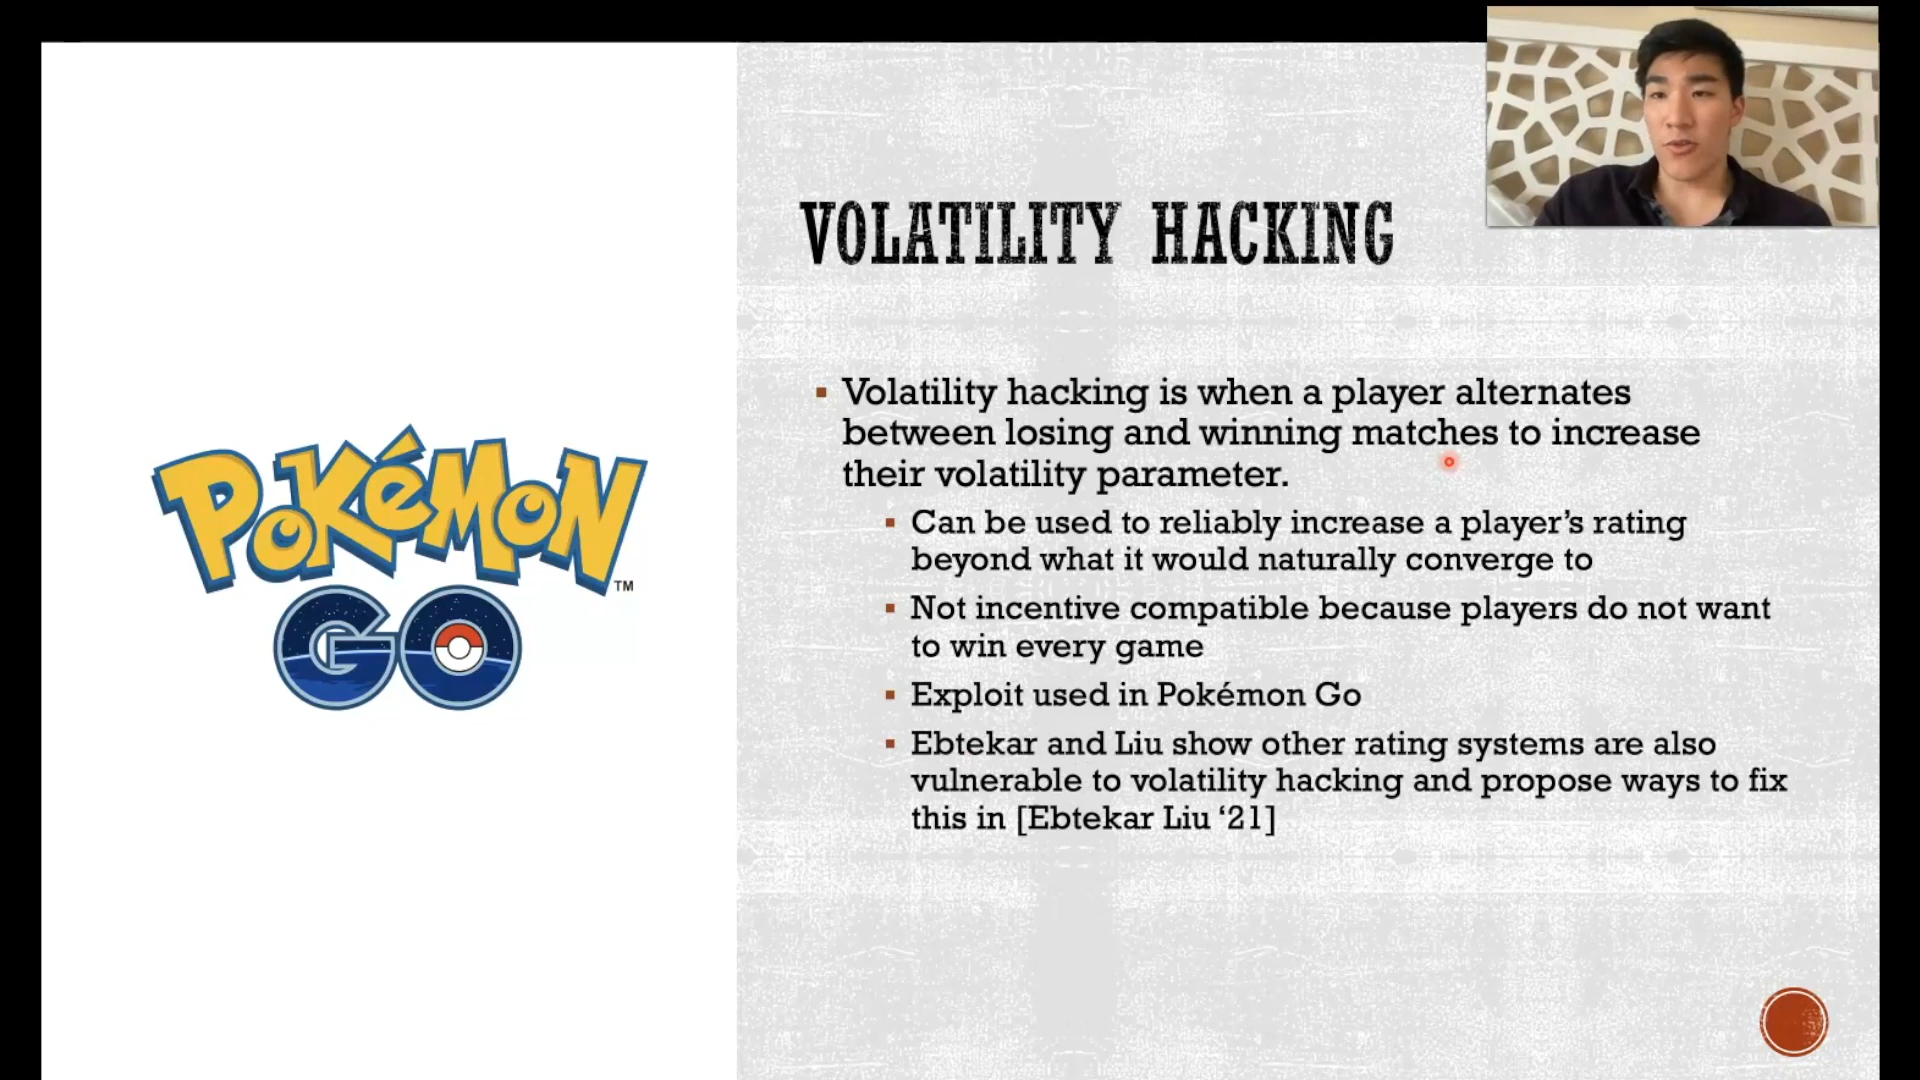 POKéMON
TM
GO
VOLATILITY HACKING
Volatility hacking is when a player alternates
between losing and winning matches to increase
their volatility parameter.
Can be used to reliably increase a player's rating
beyond what it would naturally converge to
Not incentive compatible because players do not want
to win every game
Exploit used in Pokémon Go
Ebtekar and Liu show other rating systems are also
vulnerable to volatility hacking and propose ways to fix
this in [Ebtekar Liu ‘21]